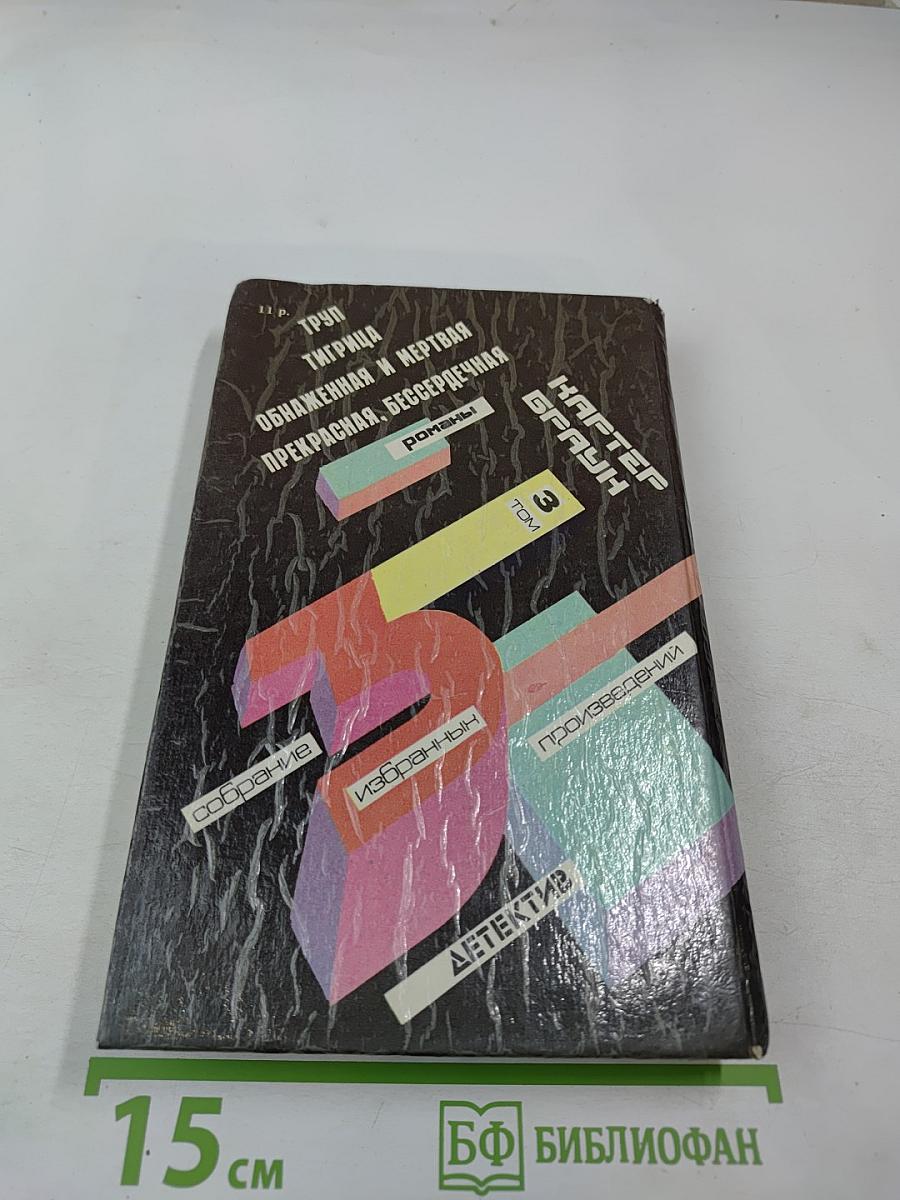 11 р.
ТРУП
ТИГРИЦА
ОБНАЖЕННАЯ И МЕРТВАЯ
ПРЕКРАСНАЯ, БЕССЕРДЕЧНАЯ
романы
КАРТЕР
БРАУН
3
ТОМ
собрание
избранных
произведений
ДЕТЕКТИВ
15 см
БФ БИБЛИОФАН